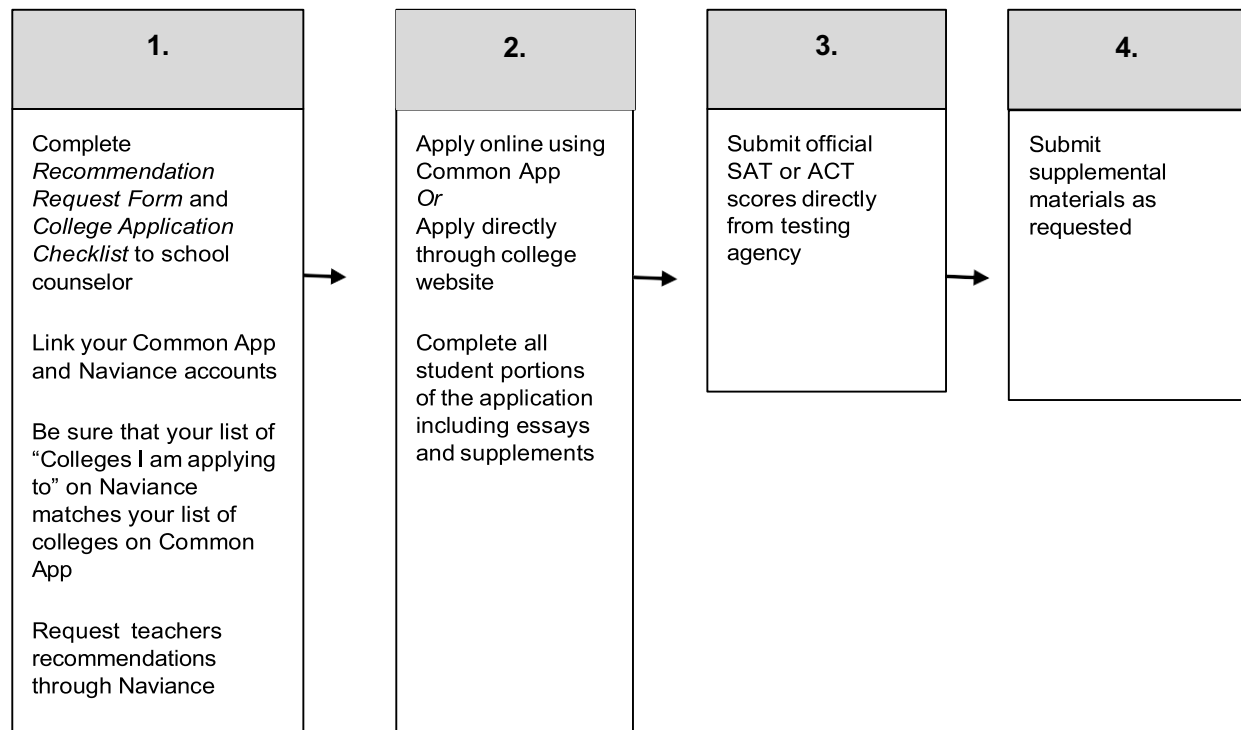 1.
Complete
Recommendation
Request Form and
College Application
Checklist to school
counselor
Link your Common App
and Naviance accounts
Be sure that your list of
“Colleges I am applying
to” on Naviance
matches your list of
colleges on Common
App
Request teachers
recommendations
through Naviance
2.
Apply online using
Common App
Or
Apply directly
through college
website
Complete all
student portions
of the application
including essays
and supplements
3.
Submit official
SAT or ACT
scores directly
from testing
agency
4.
Submit
supplemental
materials as
requested